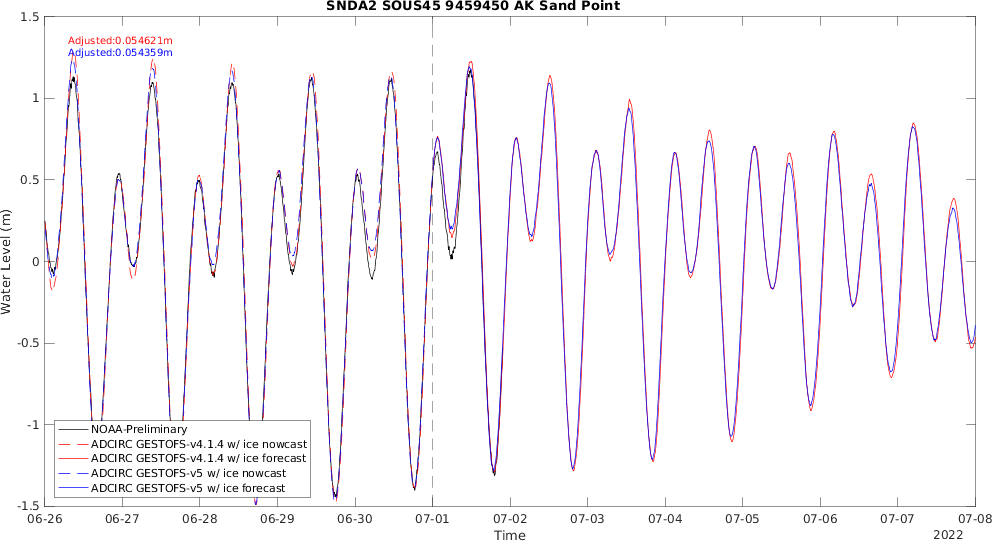 SNDA2 SOUS45 9459450 AK Sand Point
Adjusted:0.054621m
Adjusted:0.054359m
Water Level (m)
1.5
1
0.5
0
-0.5
-1
-1.5
NOAA-Preliminary
ADCIRC GESTOFS-v4.1.4 w/ ice nowcast
ADCIRC GESTOFS-v4.1.4 w/ ice forecast
ADCIRC GESTOFS-v5 w/ ice nowcast
ADCIRC GESTOFS-v5 w/ ice forecast
06-26 06-27 06-28 06-29 06-30 07-01 07-02 07-03 07-04 07-05 07-06 07-07 07-08
Time
2022